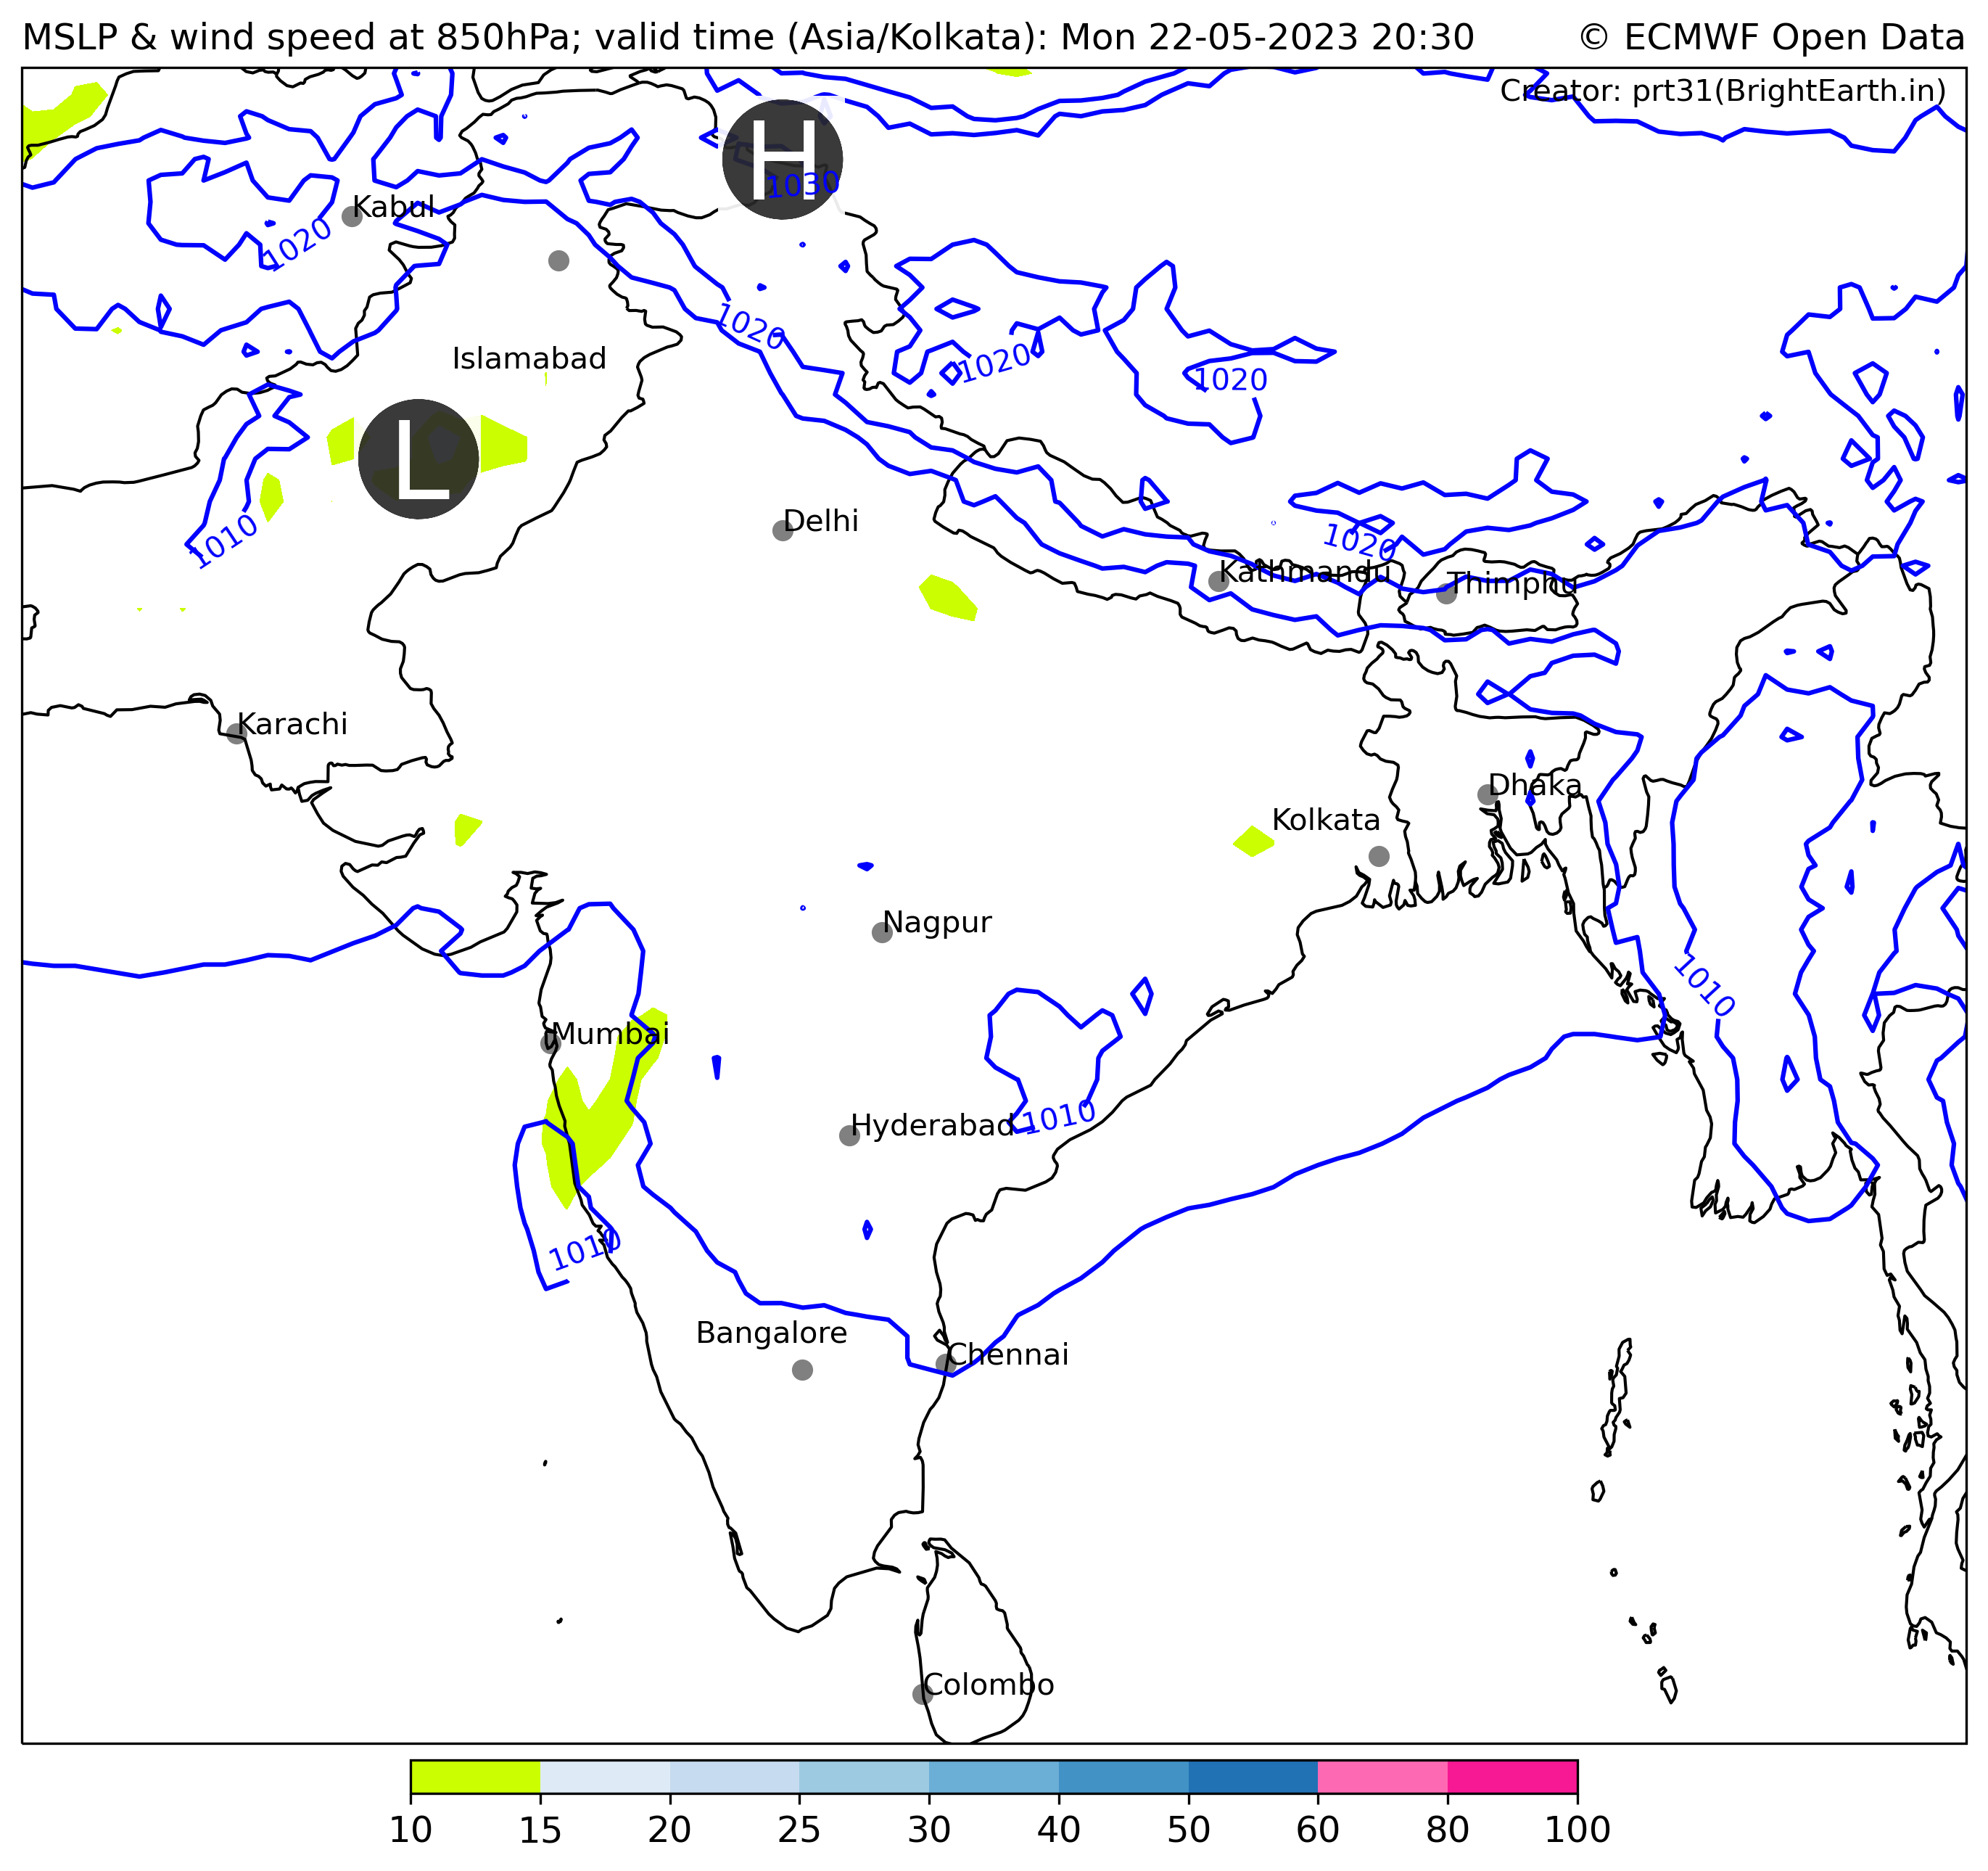 MSLP & wind speed at 850hPa; valid time (Asia/Kolkata): Mon 22-05-2023 20:30
© ECMWF Open Data
Creator: prt31(BrightEarth.in)
H
1030
Kabul
1020
1020
Islamabad
1020
1020
L
1010
Delhi
1020
Kathmandu
Thimphu
Karachi
Dhaka
Kolkata
Nagpur
1010
Mumbai
Hyderabad
1010
1010
Bangalore
Chennai
Colombo
10 15 20 25 30 40 50 60 80 100